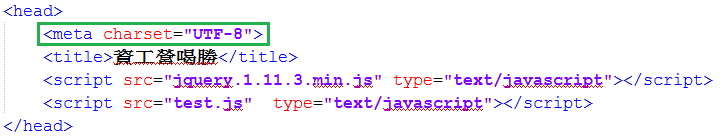 <head>
<meta charset="UTF-8">
<title>資工營喝勝</title>
<script src="jquery.1.11.3.min.js" type="text/javascript"></script>
<script src="test.js"  type="text/javascript"></script>
</head>